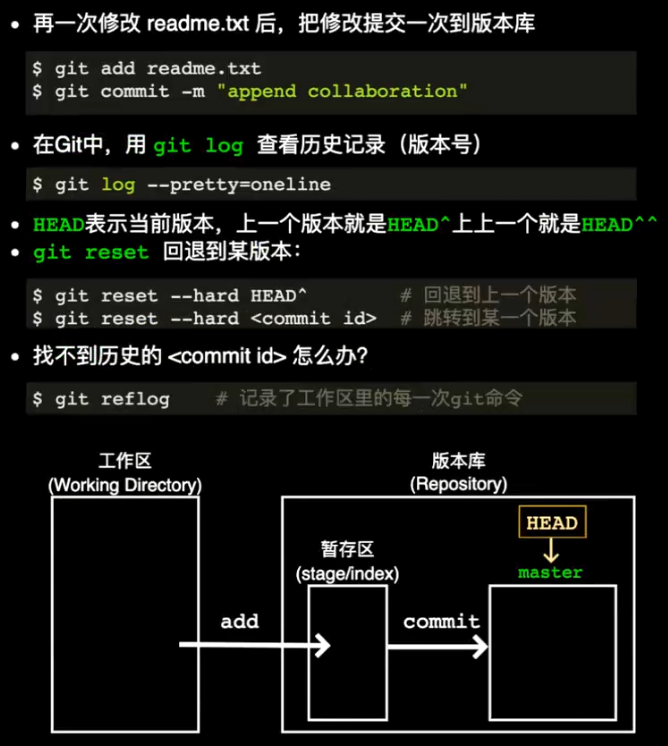 • 再一次修改 readme.txt 后，把修改提交一次到版本库
$ git add readme.txt
$ git commit -m "append collaboration"
• 在Git中，用 git log 查看历史记录（版本号）
$ git log --pretty=oneline
• HEAD表示当前版本，上一个版本就是HEAD^上上一个就是HEAD^^
• git reset 回退到某版本：
$ git reset --hard HEAD^ # 回退到上一个版本
$ git reset --hard <commit id> # 跳转到某一个版本
• 找不到历史的 <commit id> 怎么办？
$ git reflog # 记录了工作区里的每一次git命令
工作区
(Working Directory)
版本库
(Repository)
HEAD
暂存区
(stage/index)
master
add
commit